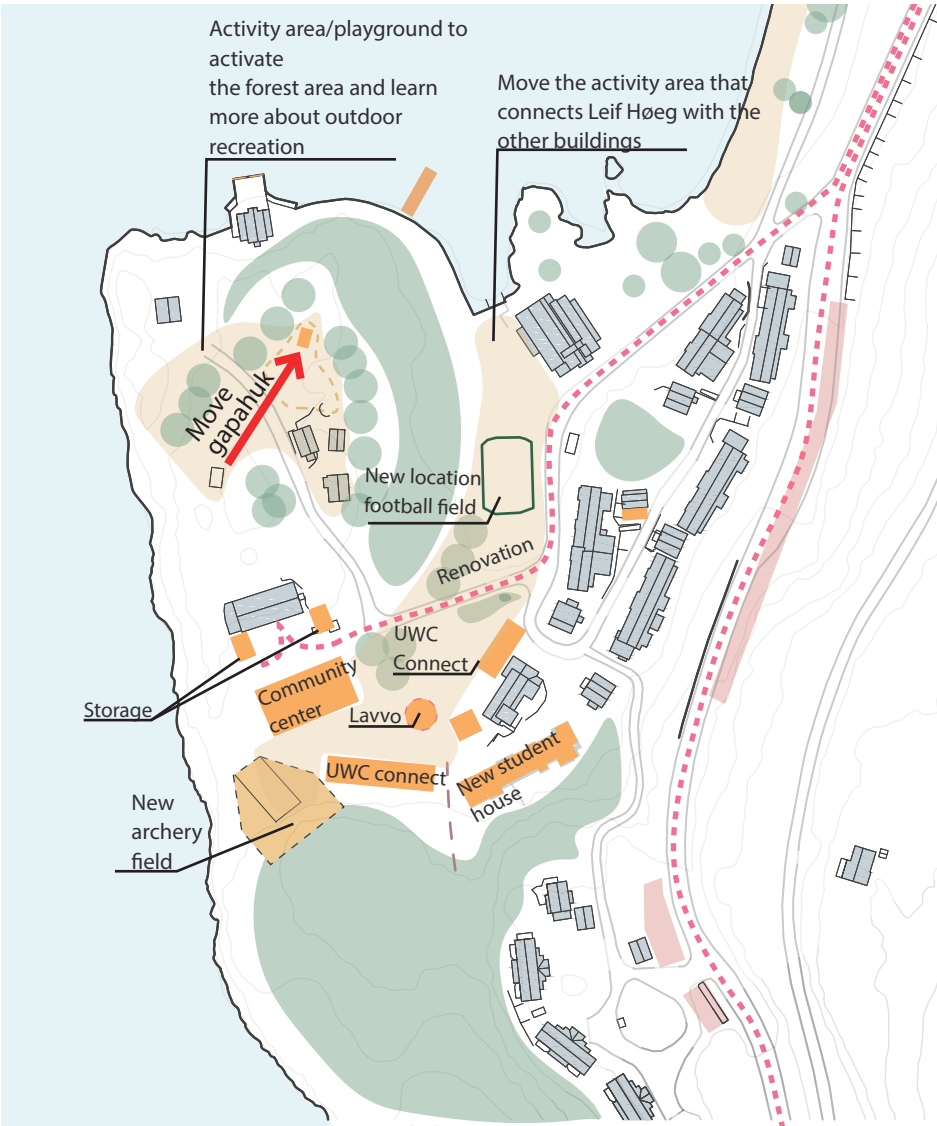 Activity area/playground to
activate
the forest area and learn
more about outdoor
recreation
Move the activity area that
connects Leif Høeg with the
other buildings
Move
gapahuk
New location
football field
Renovation
UWC
Connect
Community
center
Storage
Lavvo
UWC connect
New student
house
New
archery
field